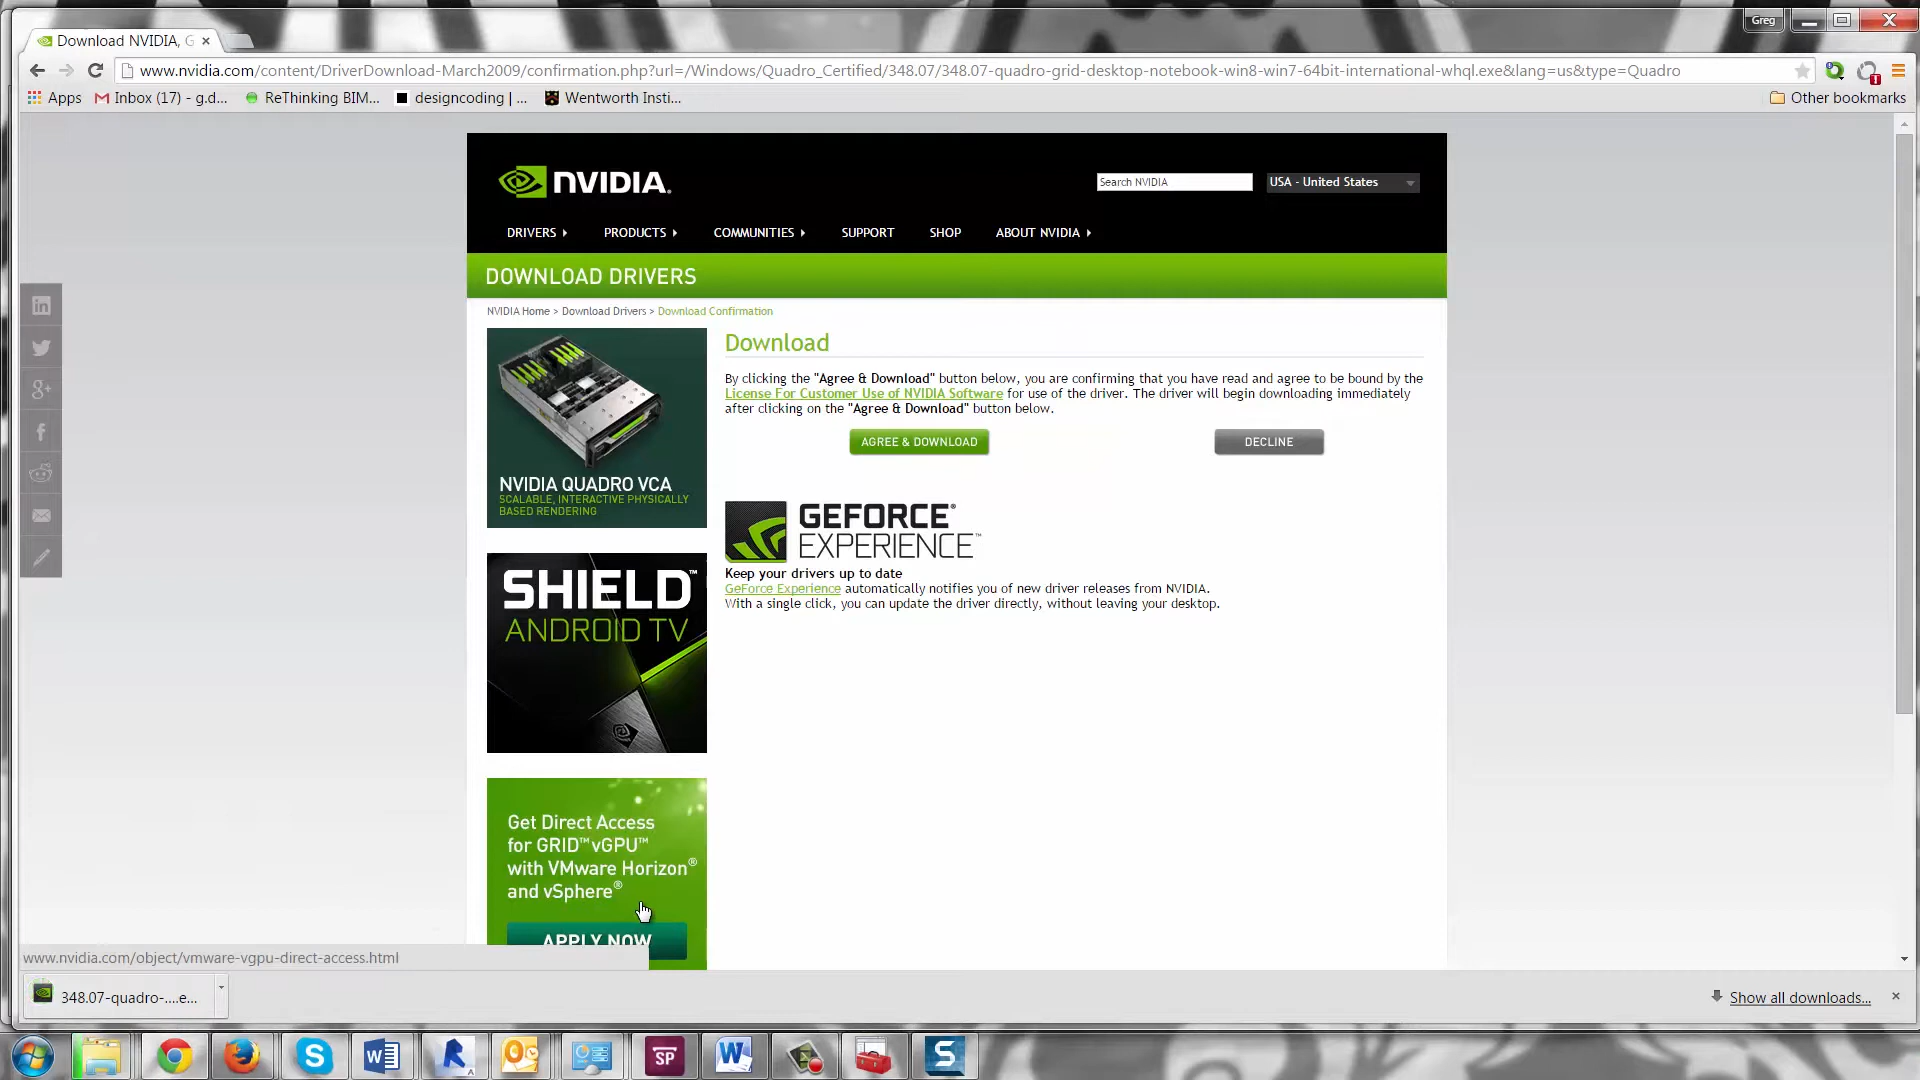 Greg
Download NVIDIA, G
www.nvidia.com/content/DriverDownload-March2009/confirmation.php?url=/Windows/Quadro_Certified/348.07/348.07-quadro-grid-desktop-notebook-win8-win7-64bit-international-whql.exe&lang=us&type=Quadro
Apps Inbox (17) - g.d... ReThinking BIM... designcoding | ... Wentworth Insti... Other bookmarks
NVIDIA.
Search NVIDIA
USA - United States
DRIVERS PRODUCTS COMMUNITIES SUPPORT SHOP ABOUT NVIDIA
DOWNLOAD DRIVERS
NVIDIA Home > Download Drivers > Download Confirmation
NVIDIA QUADRO VCA
SCALABLE, INTERACTIVE PHYSICALLY
BASED RENDERING
SHIELD™
ANDROID TV
Get Direct Access
for GRID™ vGPU™
with VMware Horizon®
and vSphere®
APPLY NOW
Download
By clicking the "Agree & Download" button below, you are confirming that you have read and agree to be bound by the
License For Customer Use of NVIDIA Software for use of the driver. The driver will begin downloading immediately
after clicking on the "Agree & Download" button below.
AGREE & DOWNLOAD
DECLINE
GEFORCE®
EXPERIENCE™
Keep your drivers up to date
GeForce Experience automatically notifies you of new driver releases from NVIDIA.
With a single click, you can update the driver directly, without leaving your desktop.
www.nvidia.com/object/vmware-vgpu-direct-access.html
348.07-quadro-....e...
Show all downloads...